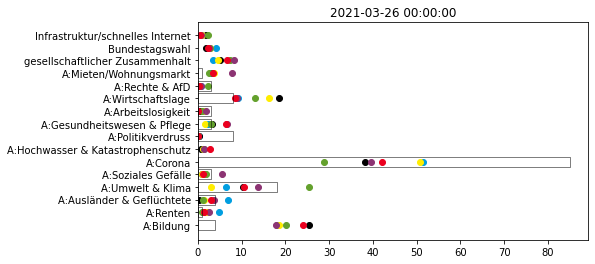 2021-03-26 00:00:00
Infrastruktur/schnelles Internet
Bundestagswahl
gesellschaftlicher Zusammenhalt
A:Mieten/Wohnungsmarkt
A:Rechte & AfD
A:Wirtschaftslage
A:Arbeitslosigkeit
A:Gesundheitswesen & Pflege
A:Politikverdruss
A:Hochwasser & Katastrophenschutz
A:Corona
A:Soziales Gefälle
A:Umwelt & Klima
A:Ausländer & Geflüchtete
A:Renten
A:Bildung
0 10 20 30 40 50 60 70 80